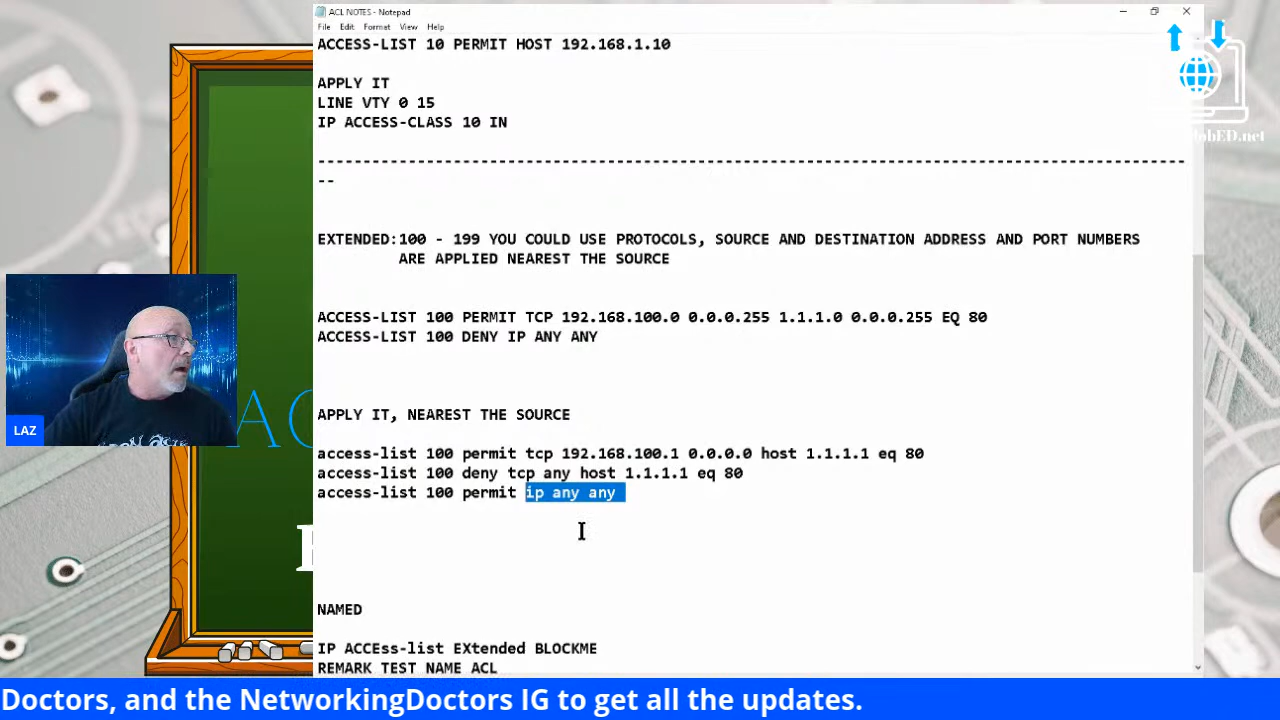 ACL NOTES - Notepad
File Edit Format View Help
ACCESS-LIST 10 PERMIT HOST 192.168.1.10
APPLY IT
LINE VTY 0 15
IP ACCESS-CLASS 10 IN
------------------------------------------------------------------------------------------------
--
EXTENDED:100 - 199 YOU COULD USE PROTOCOLS, SOURCE AND DESTINATION ADDRESS AND PORT NUMBERS
ARE APPLIED NEAREST THE SOURCE
ACCESS-LIST 100 PERMIT TCP 192.168.100.0 0.0.0.255 1.1.1.0 0.0.0.255 EQ 80
ACCESS-LIST 100 DENY IP ANY ANY
APPLY IT, NEAREST THE SOURCE
access-list 100 permit tcp 192.168.100.1 0.0.0.0 host 1.1.1.1 eq 80
access-list 100 deny tcp any host 1.1.1.1 eq 80
access-list 100 permit ip any any
NAMED
IP ACCEss-list EXtended BLOCKME
REMARK TEST NAME ACL
LAZ
Doctors, and the NetworkingDoctors IG to get all the updates.